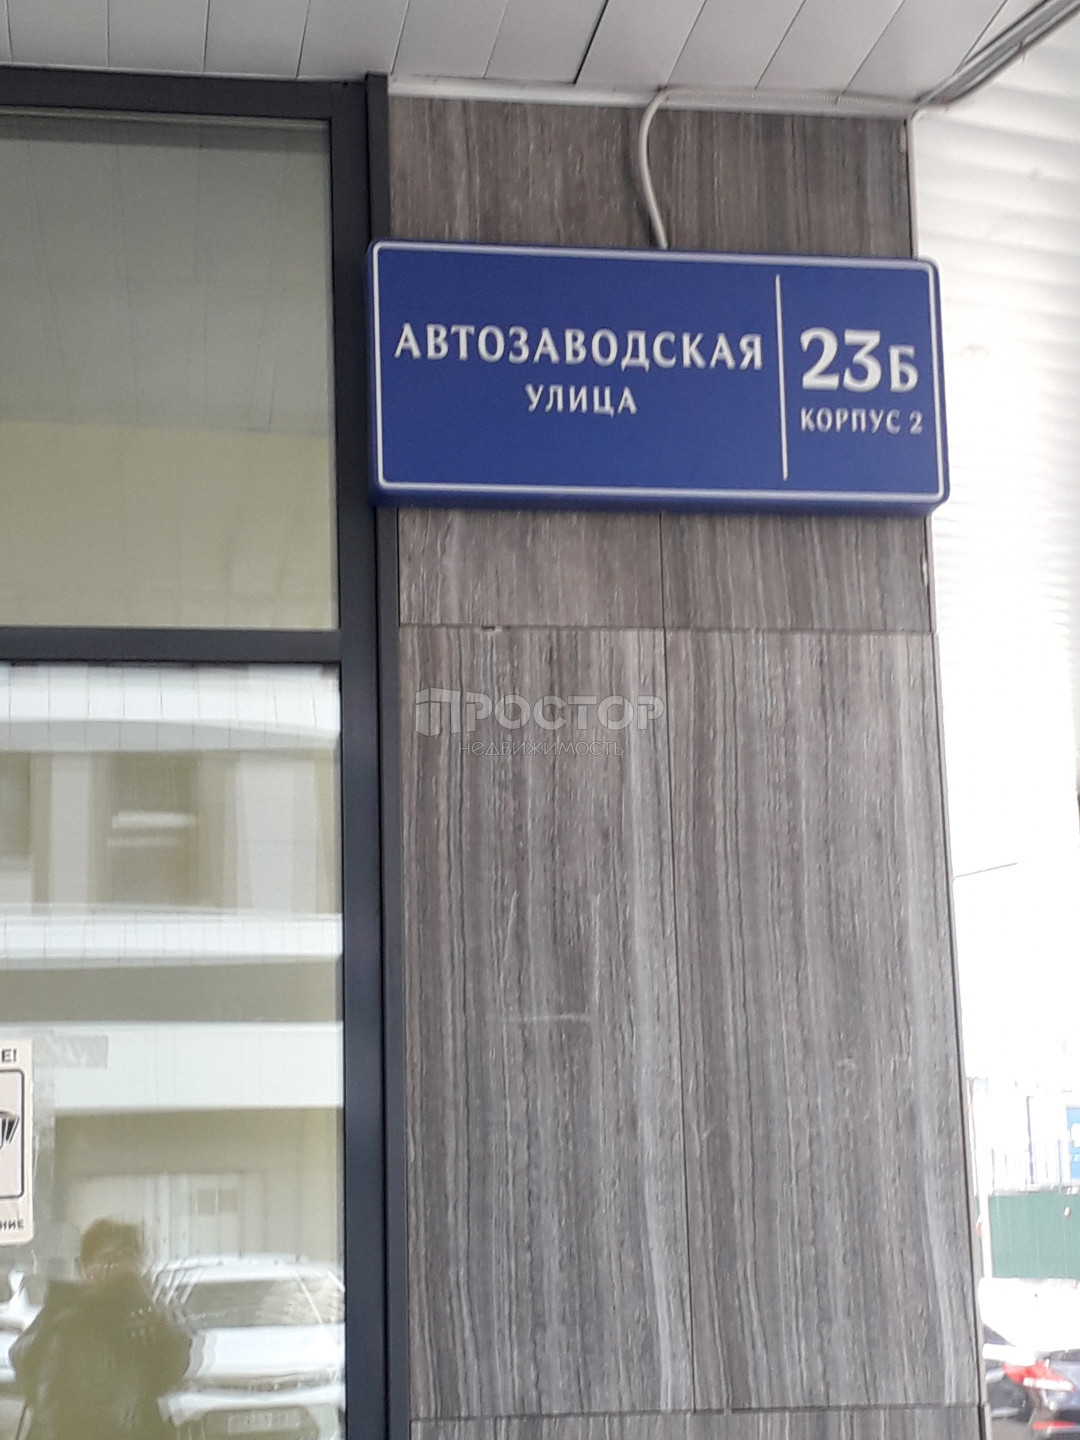 АВТОЗАВОДСКАЯ
УЛИЦА
23Б
КОРПУС 2
ПРОСТОР
недвижимость